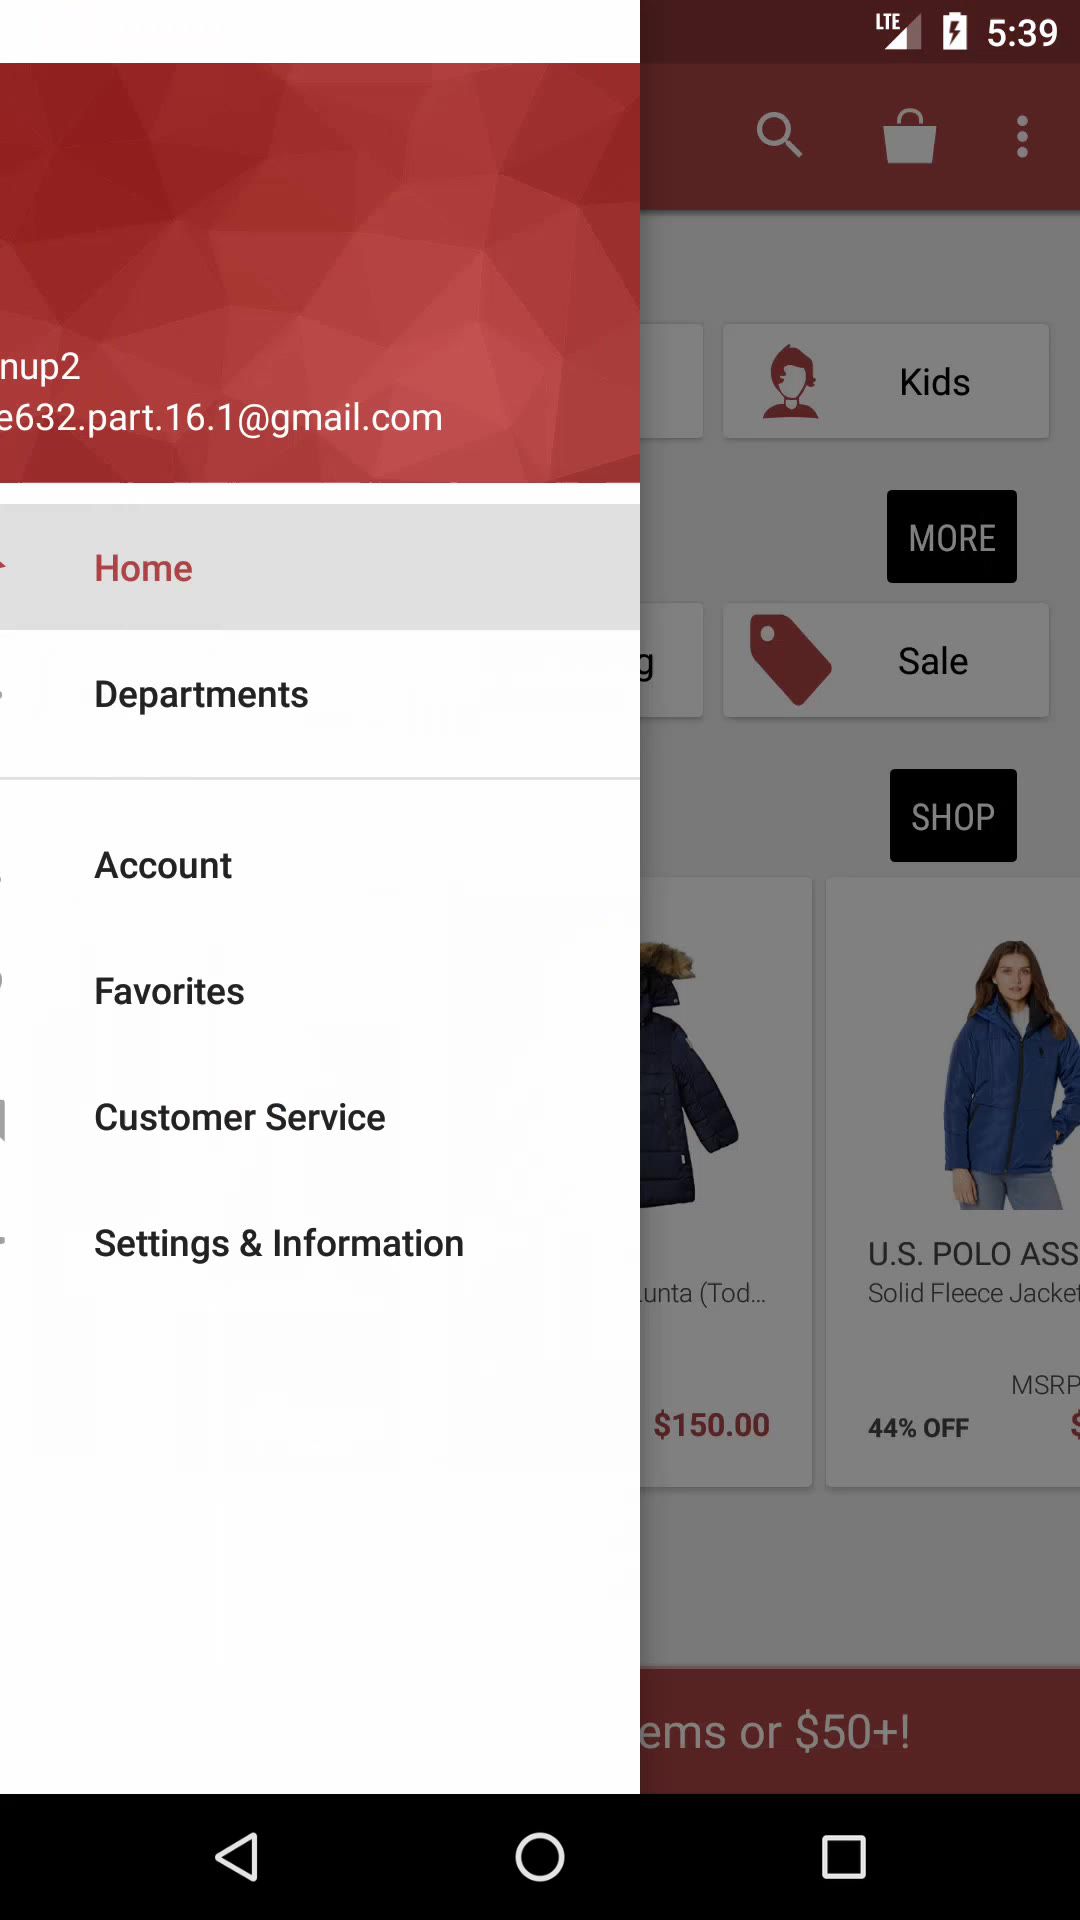 LTE 5:39
nup2
e632.part.16.1@gmail.com
Kids
Home
MORE
Departments
g
Sale
SHOP
Account
Favorites
Customer Service
Settings & Information
U.S. POLO ASS
unta (Tod...
Solid Fleece Jacket
MSRP
$150.00
44% OFF
$
ems or $50+!